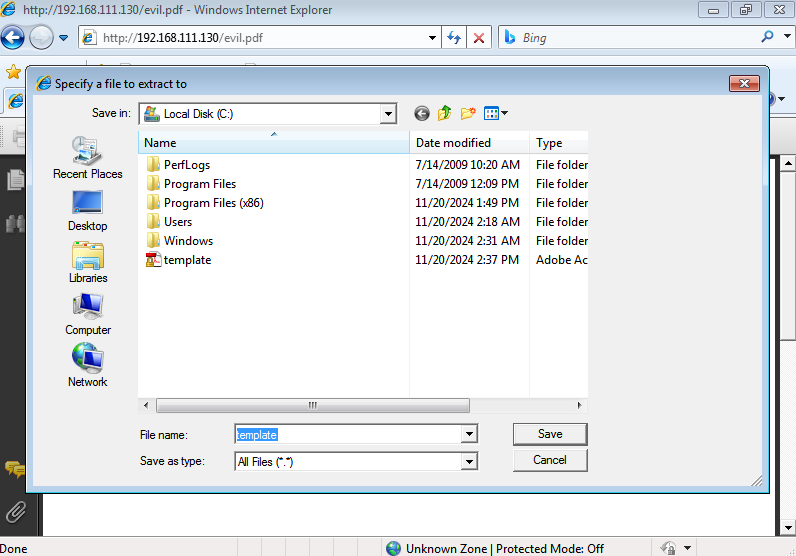 http://192.168.111.130/evil.pdf - Windows Internet Explorer
http://192.168.111.130/evil.pdf
Bing
Specify a file to extract to
Save in: Local Disk (C:)
Name Date modified Type
PerfLogs 7/14/2009 10:20 AM File folder
Program Files 7/14/2009 12:09 PM File folder
Program Files (x86) 11/20/2024 1:49 PM File folder
Users 11/20/2024 2:18 AM File folder
Windows 11/20/2024 2:31 AM File folder
template 11/20/2024 2:37 PM Adobe Ac
Recent Places
Desktop
Libraries
Computer
Network
File name: template Save
Save as type: All Files (*.*) Cancel
Done Unknown Zone | Protected Mode: Off